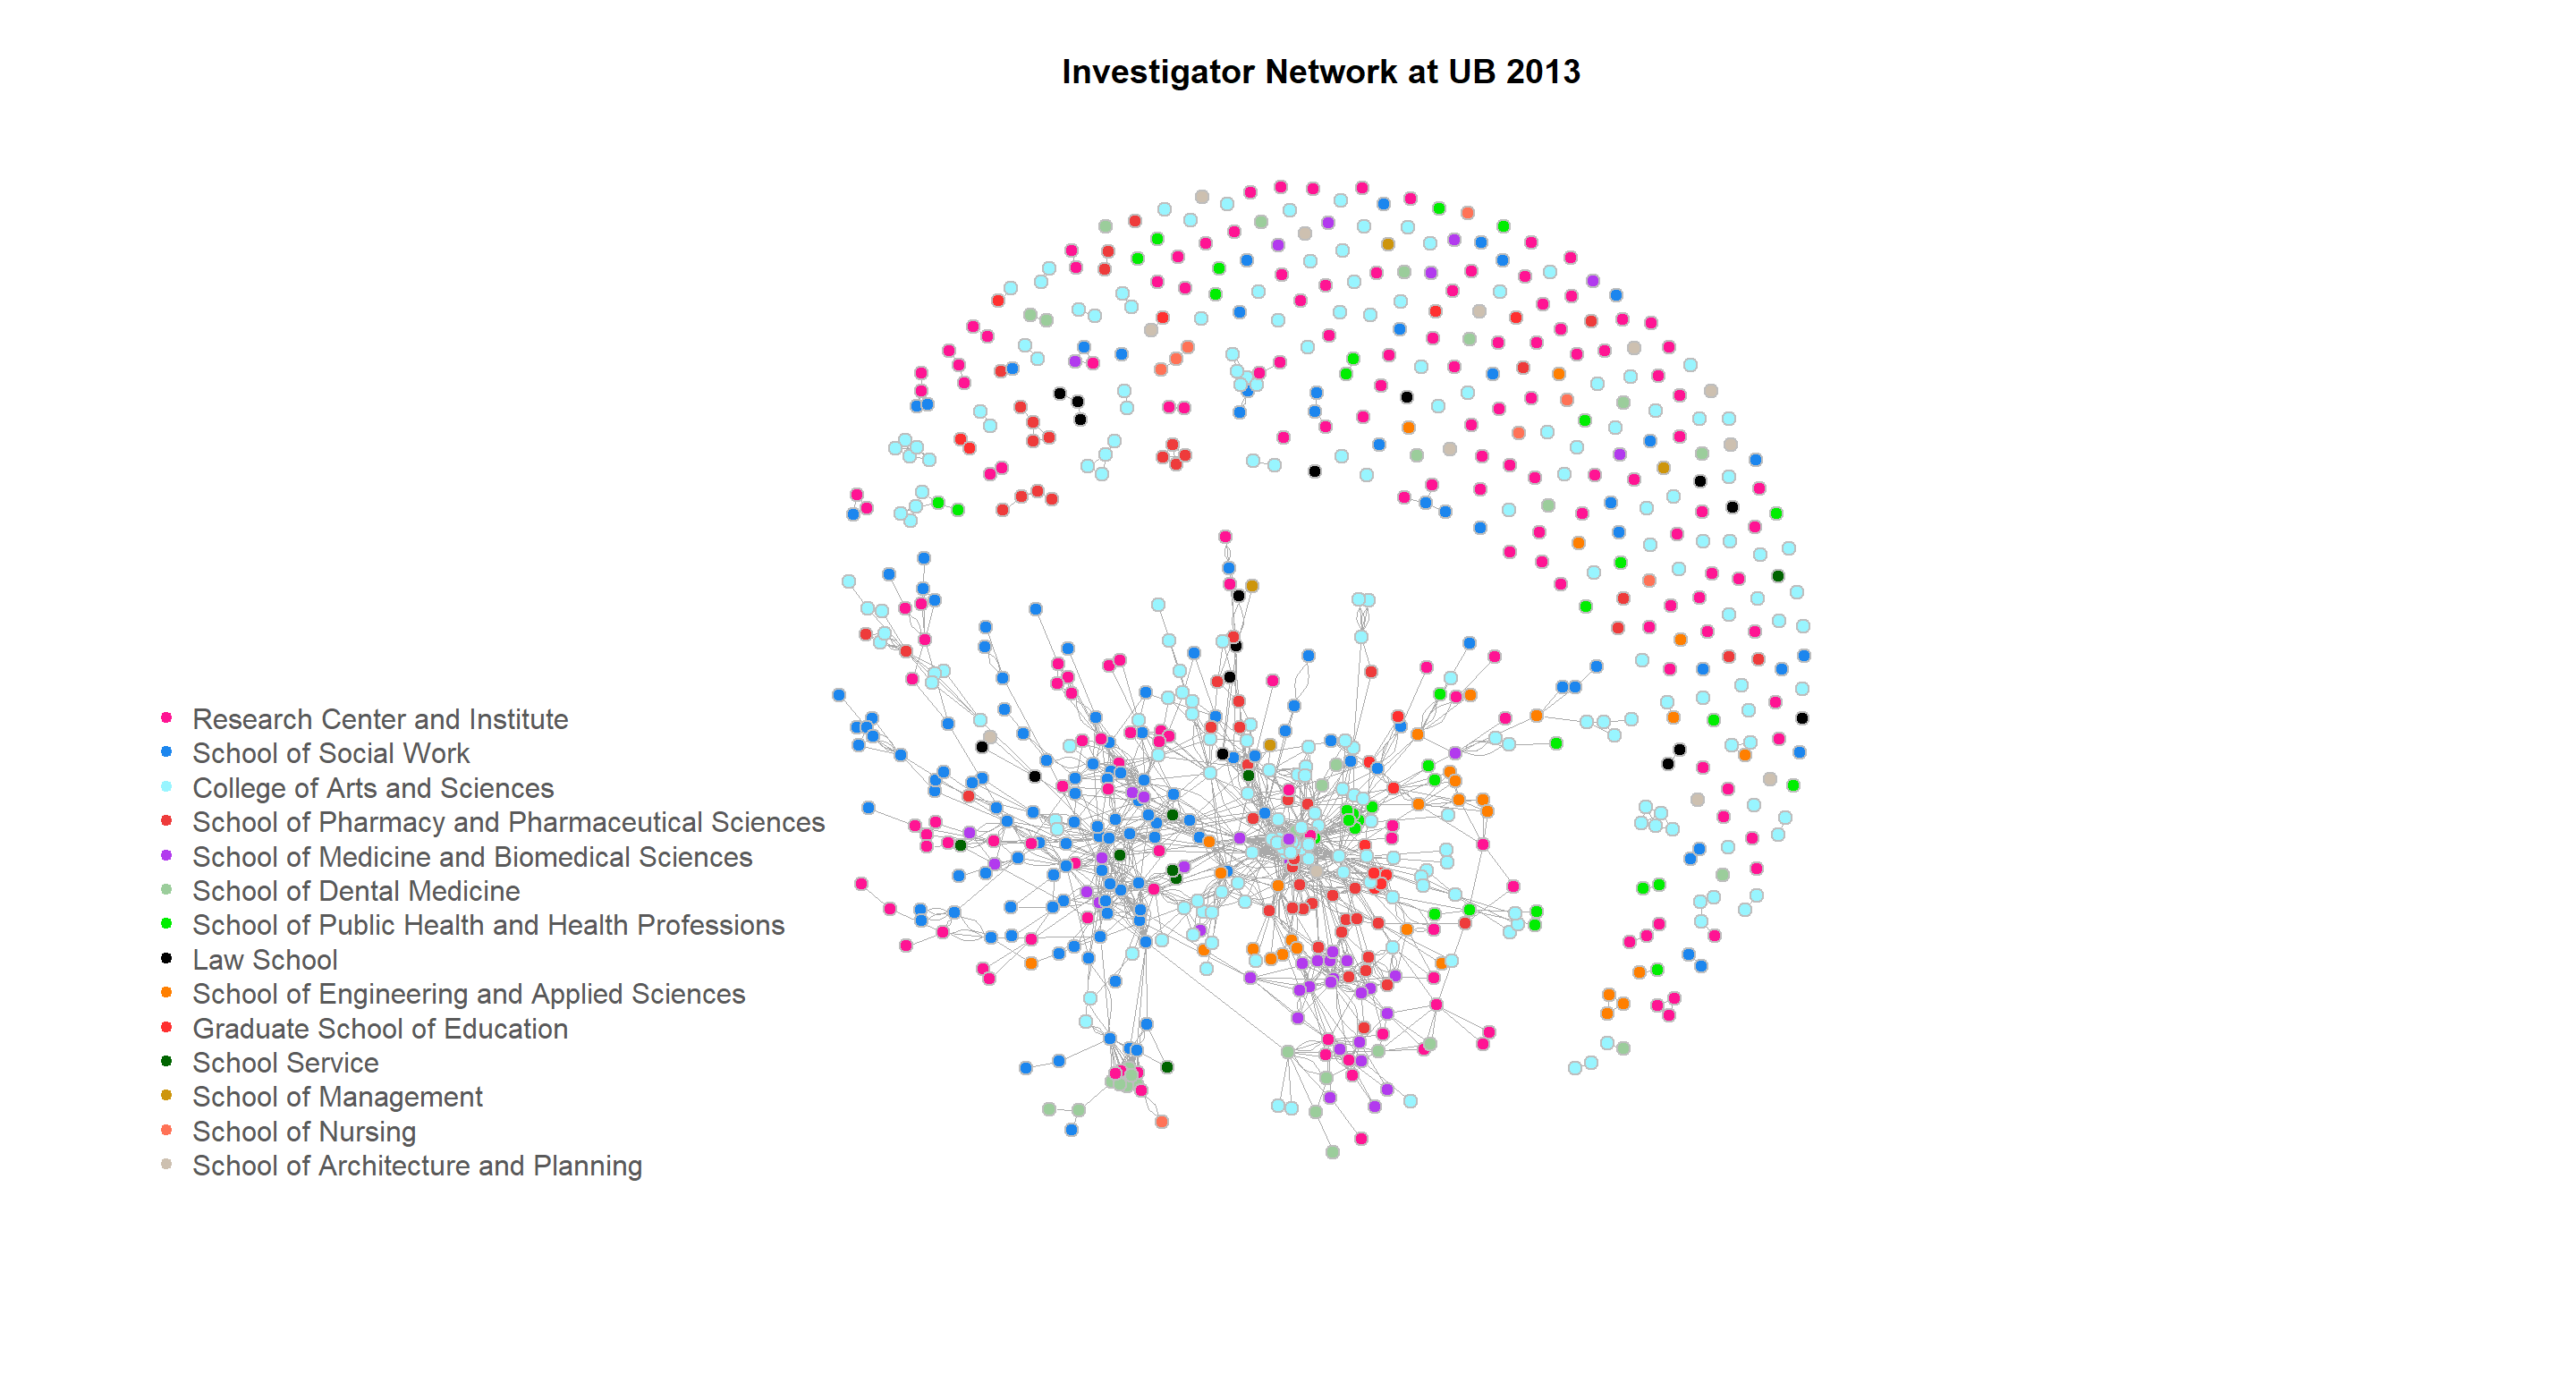 Investigator Network at UB 2013
Research Center and Institute
School of Social Work
College of Arts and Sciences
School of Pharmacy and Pharmaceutical Sciences
School of Medicine and Biomedical Sciences
School of Dental Medicine
School of Public Health and Health Professions
Law School
School of Engineering and Applied Sciences
Graduate School of Education
School Service
School of Management
School of Nursing
School of Architecture and Planning